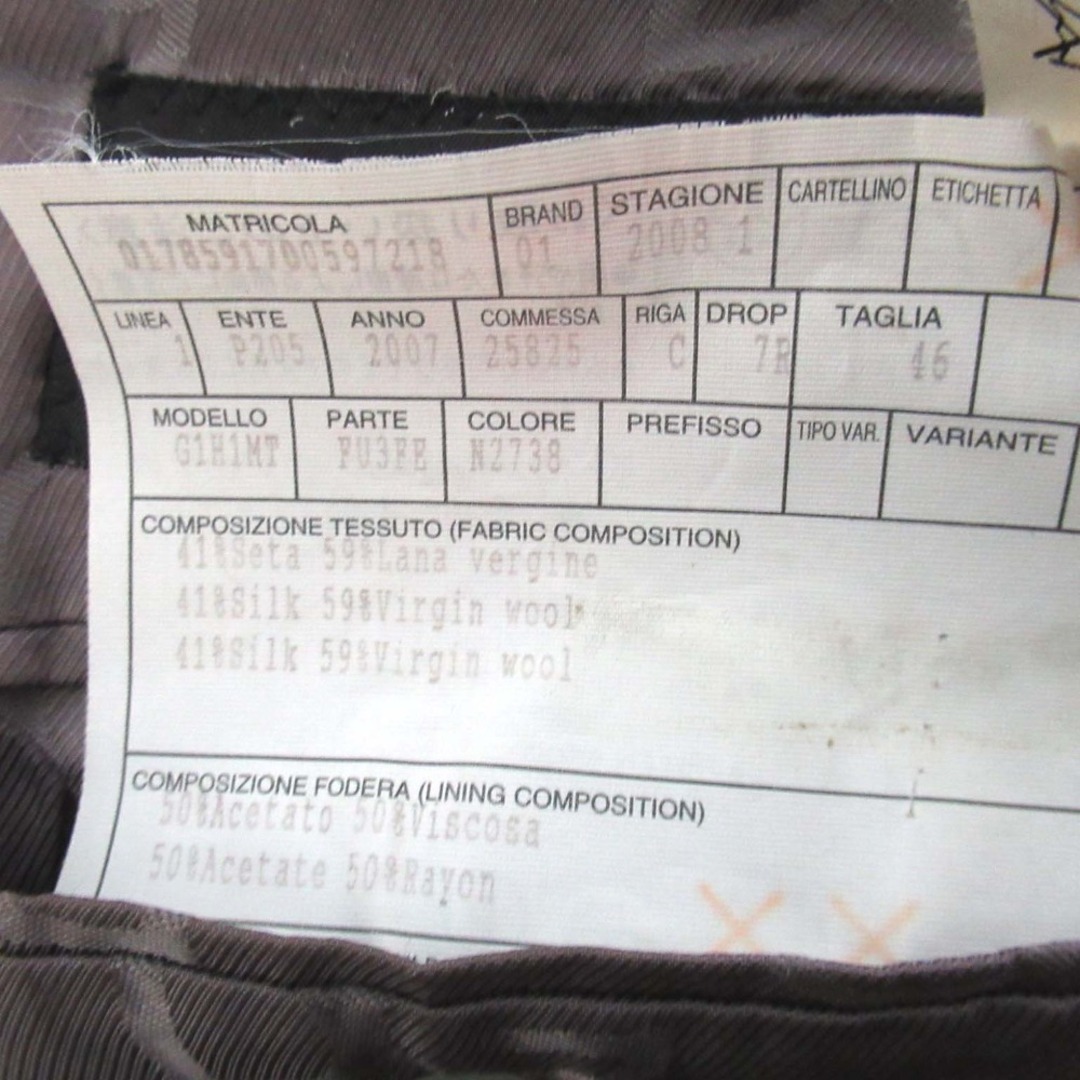 MATRICOLA BRAND STAGIONE CARTELLINO ETICHETTA
0178591700597218 01 2008 1
LINEA ENTE ANNO COMMESSA RIGA DROP TAGLIA
1 P205 2007 25825 C 7R 46
MODELLO PARTE COLORE PREFISSO TIPO VAR. VARIANTE
G1H1MT FU3FE N2738
COMPOSIZIONE TESSUTO (FABRIC COMPOSITION)
41%Seta 59%Lana vergine
41%Silk 59%Virgin wool
41%Silk 59%Virgin wool
COMPOSIZIONE FODERA (LINING COMPOSITION)
50%Acetato 50%Viscosa
50%Acetate 50%Rayon